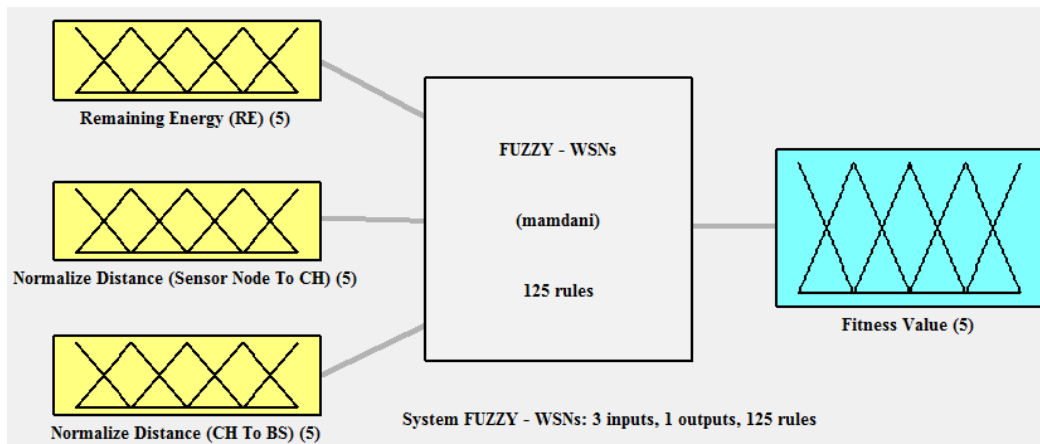 Remaining Energy (RE) (5)
Normalize Distance (Sensor Node To CH) (5)
Normalize Distance (CH To BS) (5)
FUZZY - WSNs
(mamdani)
125 rules
Fitness Value (5)
System FUZZY - WSNs: 3 inputs, 1 outputs, 125 rules